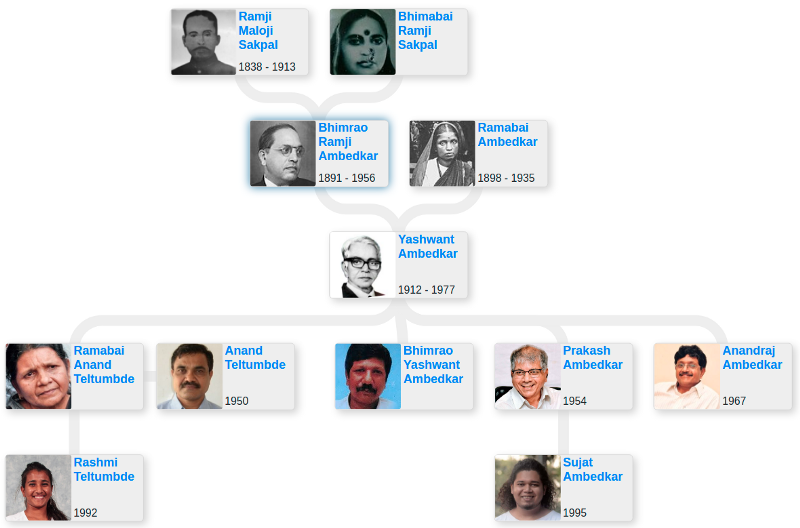 Ramji
Maloji
Sakpal
1838 - 1913
Bhimabai
Ramji
Sakpal
Bhimrao
Ramji
Ambedkar
1891 - 1956
Ramabai
Ambedkar
1898 - 1935
Yashwant
Ambedkar
1912 - 1977
Ramabai
Anand
Teltumbde
Anand
Teltumbde
1950
Bhimrao
Yashwant
Ambedkar
Prakash
Ambedkar
1954
Anandraj
Ambedkar
1967
Rashmi
Teltumbde
1992
Sujat
Ambedkar
1995